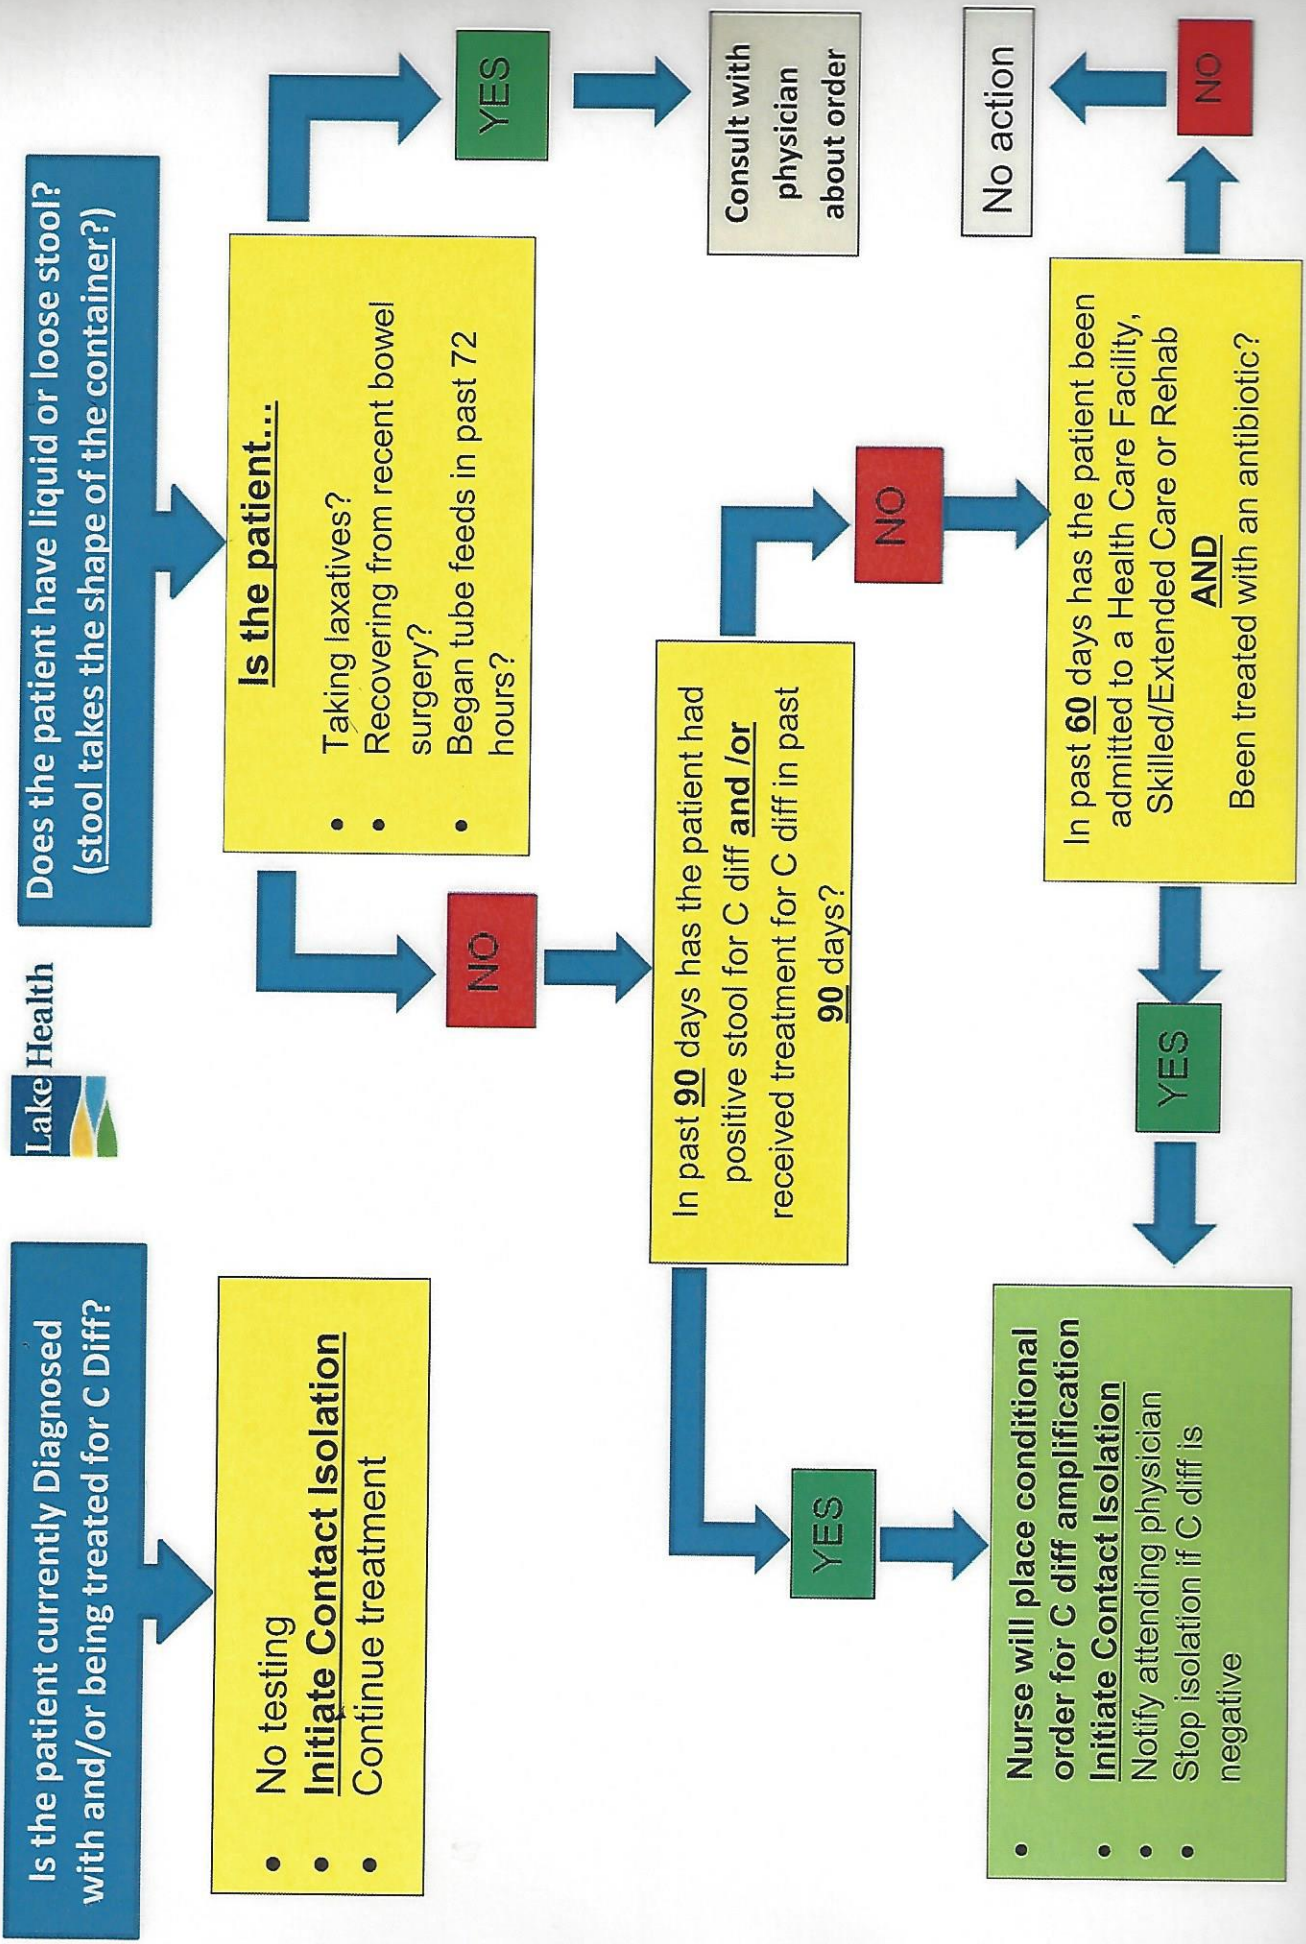 Is the patient currently Diagnosed
with and/or being treated for C Diff?
• No testing
• Initiate Contact Isolation
• Continue treatment
Lake Health
Does the patient have liquid or loose stool?
(stool takes the shape of the container?)
Is the patient...
• Taking laxatives?
• Recovering from recent bowel
surgery?
• Began tube feeds in past 72
hours?
YES
Consult with
physician
about order
NO
In past 90 days has the patient had
positive stool for C diff and /or
received treatment for C diff in past
90 days?
YES
• Nurse will place conditional
order for C diff amplification
• Initiate Contact Isolation
• Notify attending physician
• Stop isolation if C diff is
negative
NO
In past 60 days has the patient been
admitted to a Health Care Facility,
Skilled/Extended Care or Rehab
AND
Been treated with an antibiotic?
YES
NO
No action